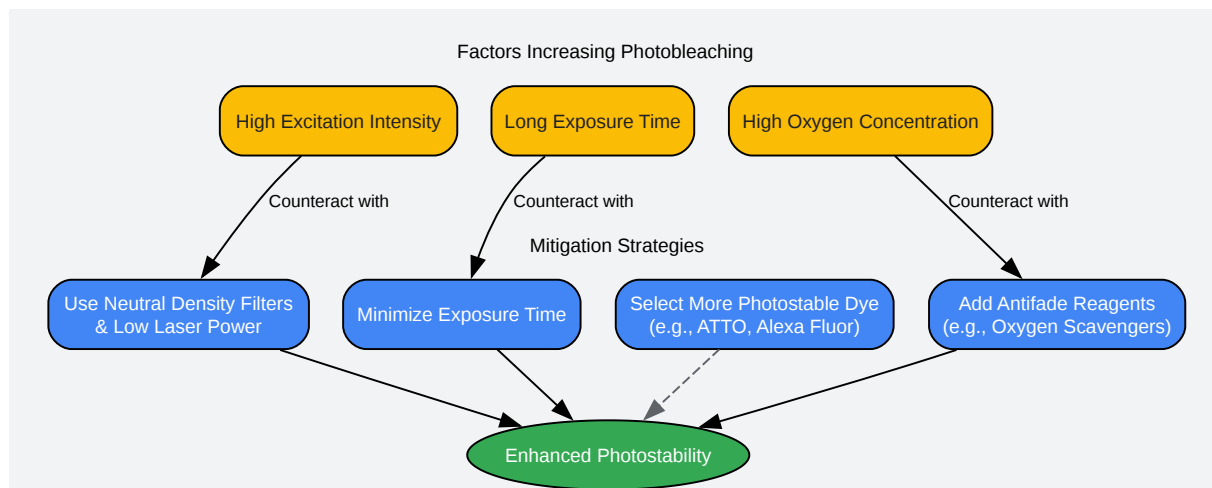 Factors Increasing Photobleaching
High Excitation Intensity
Long Exposure Time
High Oxygen Concentration
Counteract with
Counteract with
Counteract with
Mitigation Strategies
Use Neutral Density Filters
& Low Laser Power
Minimize Exposure Time
Select More Photostable Dye
(e.g., ATTO, Alexa Fluor)
Add Antifade Reagents
(e.g., Oxygen Scavengers)
Enhanced Photostability